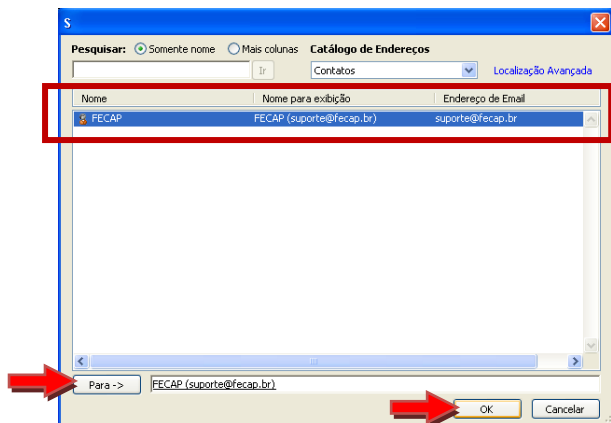 S
Pesquisar: Somente nome Mais colunas Catálogo de Endereços
Ir Contatos Localização Avançada
Nome Nome para exibição Endereço de Email
FECAP FECAP (suporte@fecap.br) suporte@fecap.br
Para -> FECAP (suporte@fecap.br)
OK Cancelar